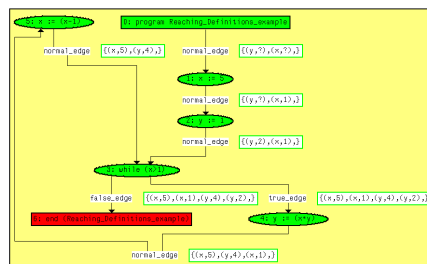 5: x := (x-1)
0: program Reaching_Definitions_example
normal_edge {(x,5),(y,4),}
normal_edge {(y,?),(x,?),}
1: x := 5
normal_edge {(y,?),(x,1),}
2: y := 1
normal_edge {(y,2),(x,1),}
3: while (x>1)
false_edge {(x,5),(x,1),(y,4),(y,2),}
true_edge {(x,5),(x,1),(y,4),(y,2),}
6: end (Reaching_Definitions_example)
4: y := (x*y)
normal_edge {(x,5),(y,4),(x,1),}